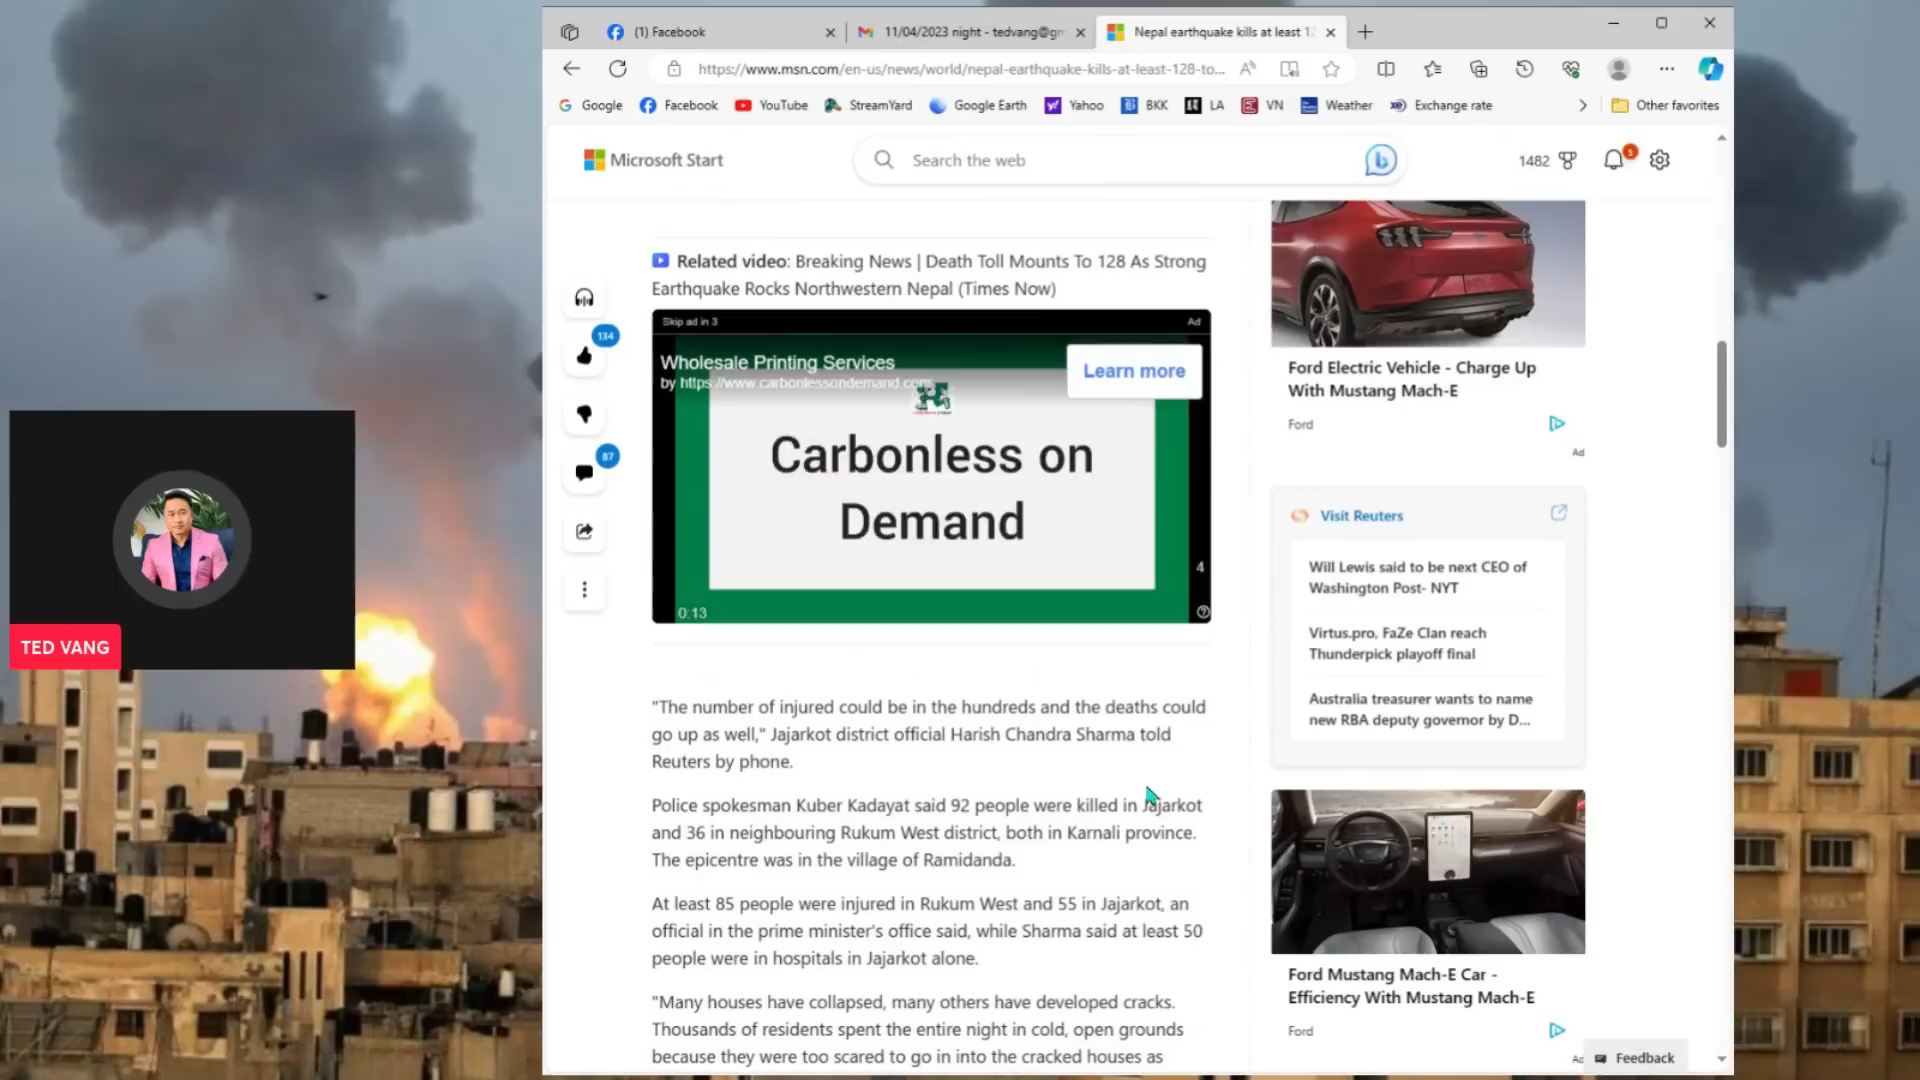 (1) Facebook
11/04/2023 night - tedvang@gm
Nepal earthquake kills at least 12
https://www.msn.com/en-us/news/world/nepal-earthquake-kills-at-least-128-to...
Google
Facebook
YouTube
StreamYard
Google Earth
Yahoo
BKK
LA
VN
Weather
Exchange rate
Other favorites
Microsoft Start
Search the web
1482
5
Related video: Breaking News | Death Toll Mounts To 128 As Strong
Earthquake Rocks Northwestern Nepal (Times Now)
134
87
Skip ad in 3
Ad
Wholesale Printing Services
by https://www.carbonlessondemand.com
Learn more
Carbonless on
Demand
4
0:13
TED VANG
"The number of injured could be in the hundreds and the deaths could
go up as well," Jajarkot district official Harish Chandra Sharma told
Reuters by phone.
Police spokesman Kuber Kadayat said 92 people were killed in Jajarkot
and 36 in neighbouring Rukum West district, both in Karnali province.
The epicentre was in the village of Ramidanda.
At least 85 people were injured in Rukum West and 55 in Jajarkot, an
official in the prime minister's office said, while Sharma said at least 50
people were in hospitals in Jajarkot alone.
"Many houses have collapsed, many others have developed cracks.
Thousands of residents spent the entire night in cold, open grounds
because they were too scared to go in into the cracked houses as
Ford Electric Vehicle - Charge Up
With Mustang Mach-E
Ford
Ad
Visit Reuters
Will Lewis said to be next CEO of
Washington Post- NYT
Virtus.pro, FaZe Clan reach
Thunderpick playoff final
Australia treasurer wants to name
new RBA deputy governor by D...
Ford Mustang Mach-E Car -
Efficiency With Mustang Mach-E
Ford
Ad
Feedback